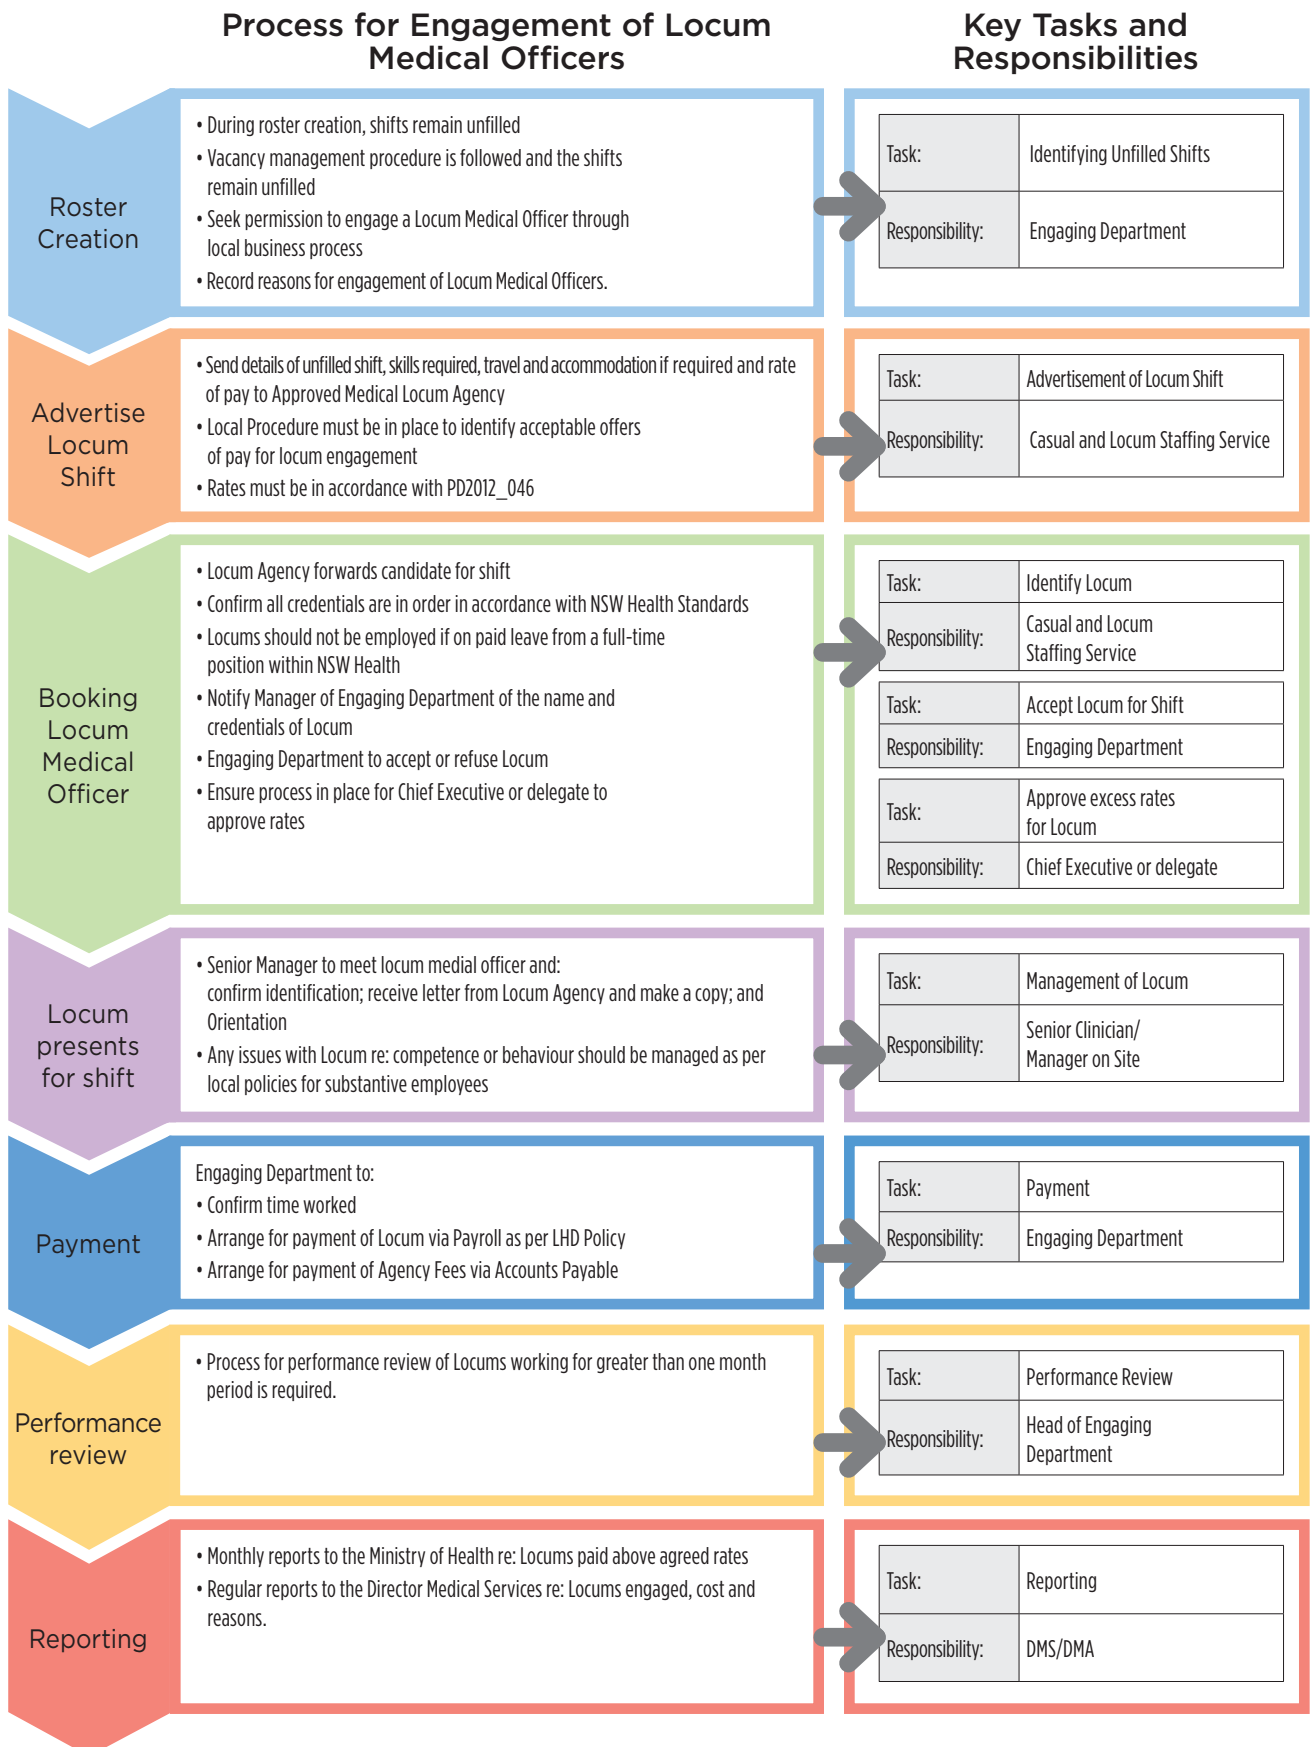 Process for Engagement of Locum
Medical Officers
Key Tasks and
Responsibilities
Roster
Creation
• During roster creation, shifts remain unfilled
• Vacancy management procedure is followed and the shifts
remain unfilled
• Seek permission to engage a Locum Medical Officer through
local business process
• Record reasons for engagement of Locum Medical Officers.
Task: Identifying Unfilled Shifts
Responsibility: Engaging Department
Advertise
Locum
Shift
• Send details of unfilled shift, skills required, travel and accommodation if required and rate
of pay to Approved Medical Locum Agency
• Local Procedure must be in place to identify acceptable offers
of pay for locum engagement
• Rates must be in accordance with PD2012_046
Task: Advertisement of Locum Shift
Responsibility: Casual and Locum Staffing Service
Booking
Locum
Medical
Officer
• Locum Agency forwards candidate for shift
• Confirm all credentials are in order in accordance with NSW Health Standards
• Locums should not be employed if on paid leave from a full-time
position within NSW Health
• Notify Manager of Engaging Department of the name and
credentials of Locum
• Engaging Department to accept or refuse Locum
• Ensure process in place for Chief Executive or delegate to
approve rates
Task: Identify Locum
Responsibility: Casual and Locum
Staffing Service
Task: Accept Locum for Shift
Responsibility: Engaging Department
Task: Approve excess rates
for Locum
Responsibility: Chief Executive or delegate
Locum
presents
for shift
• Senior Manager to meet locum medial officer and:
confirm identification; receive letter from Locum Agency and make a copy; and
Orientation
• Any issues with Locum re: competence or behaviour should be managed as per
local policies for substantive employees
Task: Management of Locum
Responsibility: Senior Clinician/
Manager on Site
Payment
Engaging Department to:
• Confirm time worked
• Arrange for payment of Locum via Payroll as per LHD Policy
• Arrange for payment of Agency Fees via Accounts Payable
Task: Payment
Responsibility: Engaging Department
Performance
review
• Process for performance review of Locums working for greater than one month
period is required.
Task: Performance Review
Responsibility: Head of Engaging
Department
Reporting
• Monthly reports to the Ministry of Health re: Locums paid above agreed rates
• Regular reports to the Director Medical Services re: Locums engaged, cost and
reasons.
Task: Reporting
Responsibility: DMS/DMA